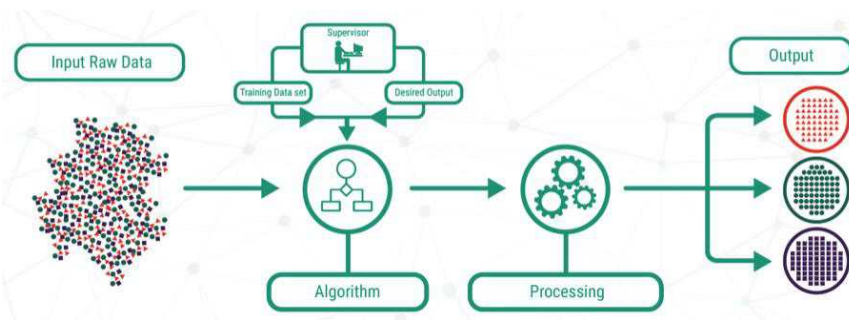 Input Raw Data
Supervisor
Training Data set
Desired Output
Algorithm
Processing
Output